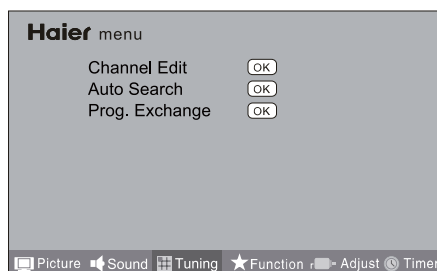 Haier menu
Channel Edit OK
Auto Search OK
Prog. Exchange OK
Picture Sound Tuning Function Adjust Timer